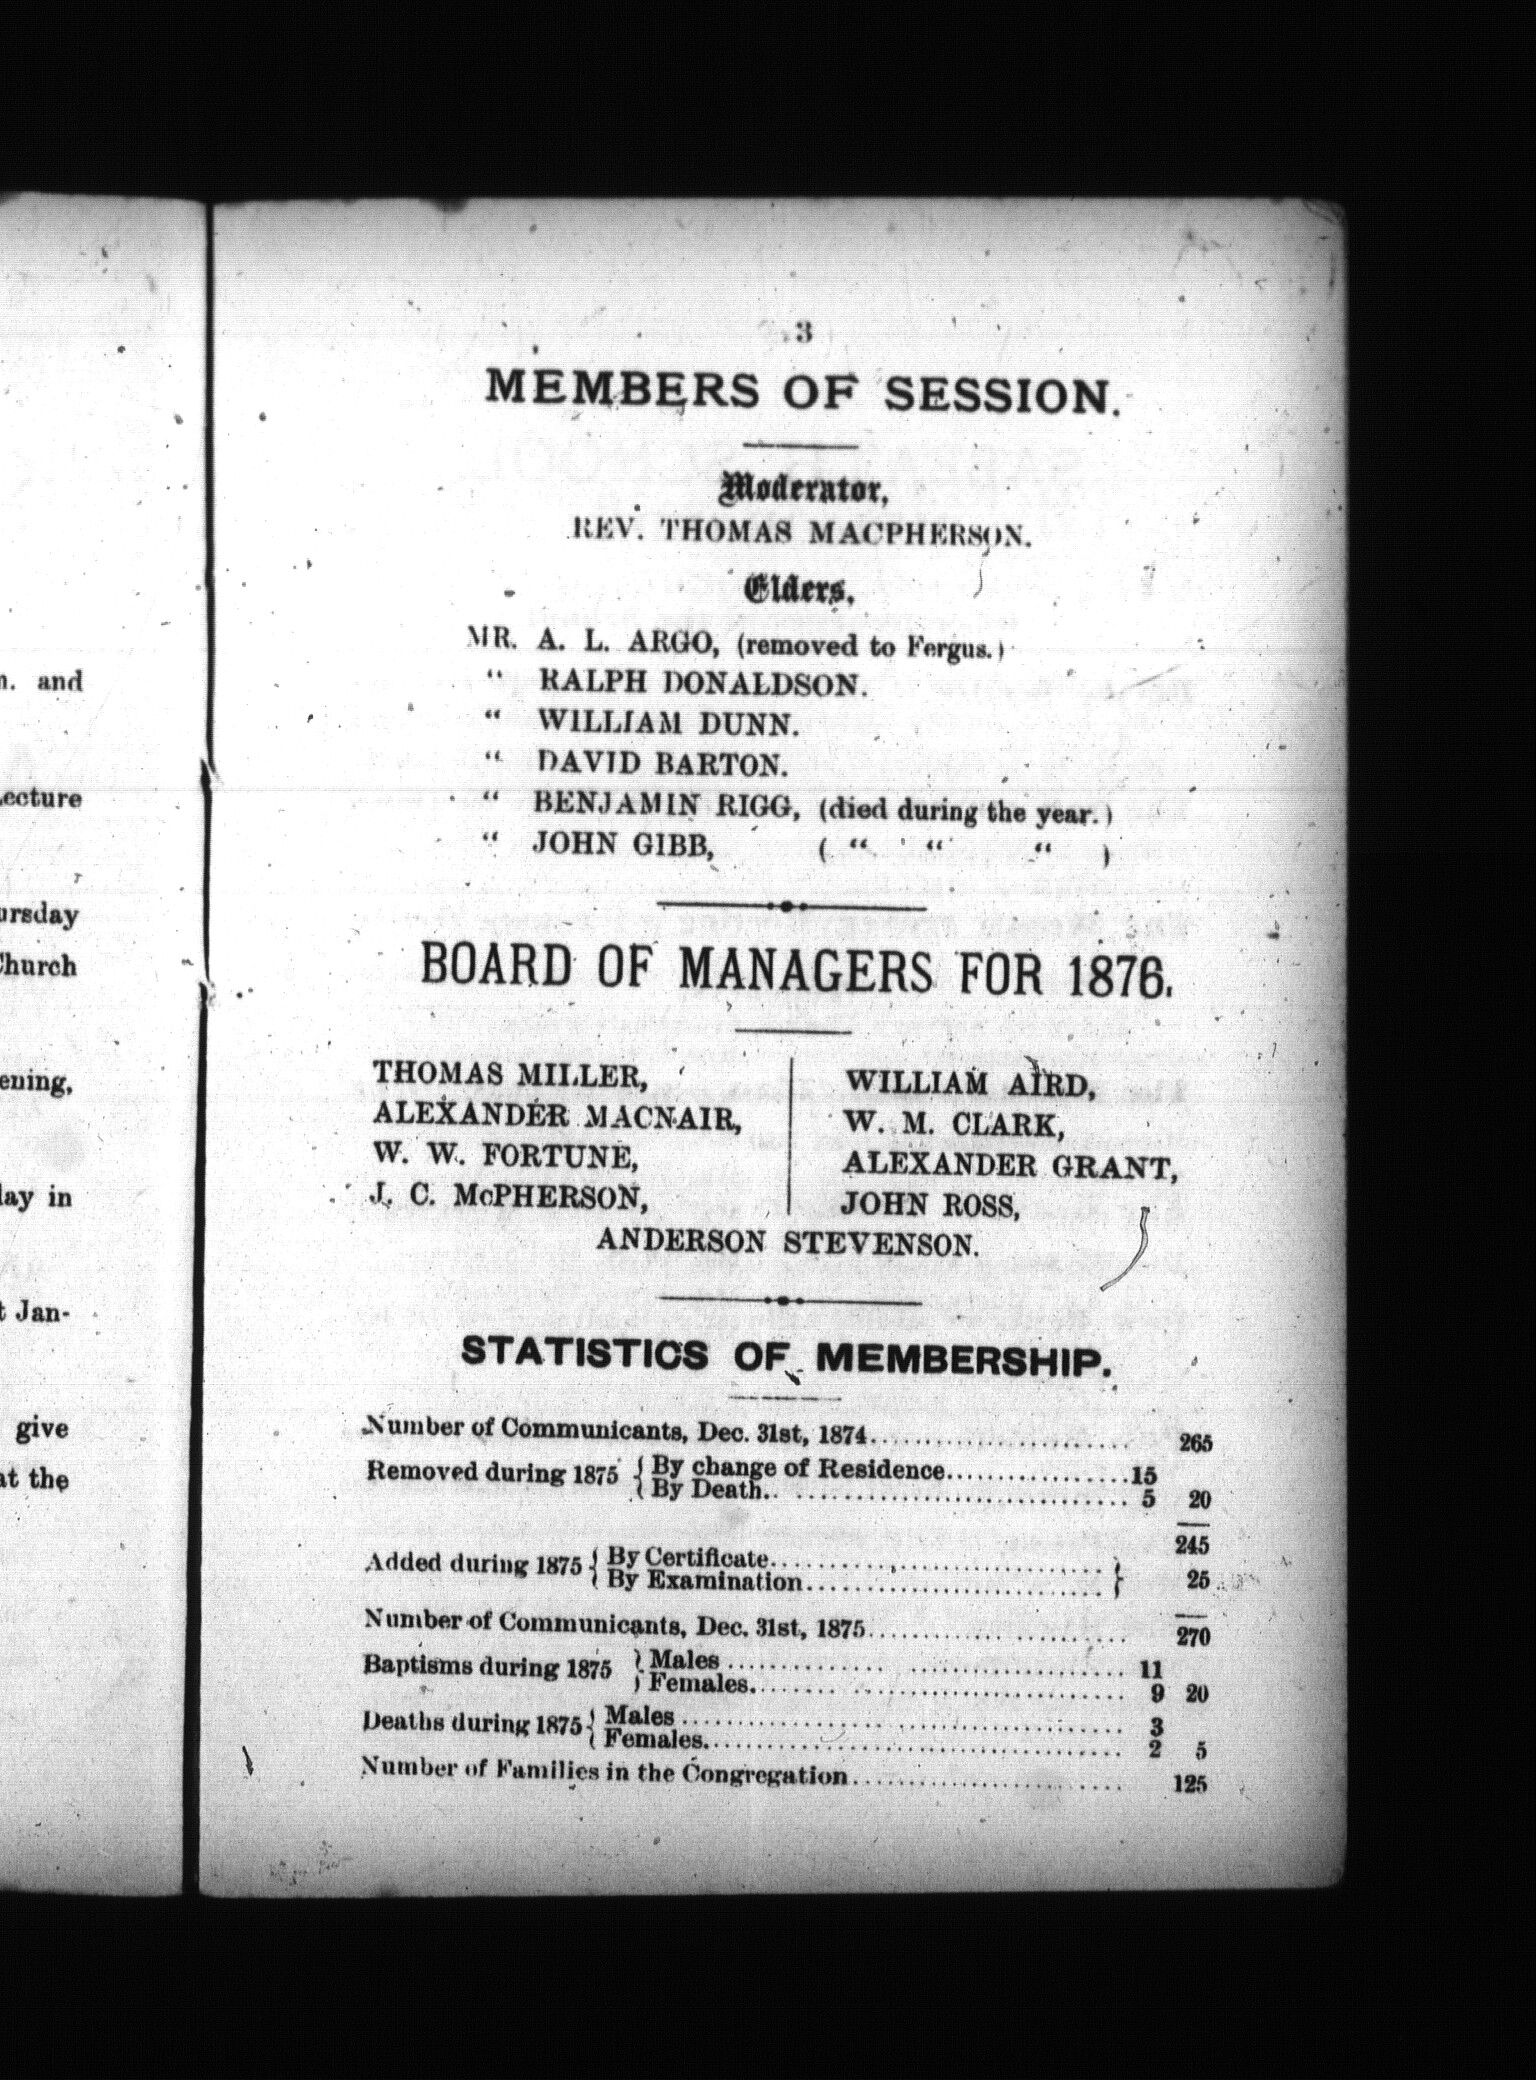 and
ecture
ursday
Church
ening,
day in
t Jan-
give
at the
3
MEMBERS OF SESSION.
Moderator,
REV. THOMAS MACPHERSON.
Elders.
MR. A. L. ARGO, (removed to Fergus.)
“ RALPH DONALDSON.
“ WILLIAM DUNN.
“ DAVID BARTON.
“ BENJAMIN RIGG, (died during the year.)
“ JOHN GIBB, ( “ “ “ )
BOARD OF MANAGERS FOR 1876.
THOMAS MILLER,
ALEXANDER MACNAIR,
W. W. FORTUNE,
J. C. McPHERSON,
WILLIAM AIRD,
W. M. CLARK,
ALEXANDER GRANT,
JOHN ROSS,
ANDERSON STEVENSON.
STATISTICS OF MEMBERSHIP.
Number of Communicants, Dec. 31st, 1874........................ 265
Removed during 1875 { By change of Residence.................15
{ By Death.. ............................ 5 20
245
Added during 1875 { By Certificate............................. }
{ By Examination.......................... } 25
Number of Communicants, Dec. 31st, 1875....................... 270
Baptisms during 1875 } Males ................................ 11
} Females............................... 9 20
Deaths during 1875 { Males .................................... 3
{ Females.................................. 2 5
Number of Families in the Congregation........................ 125